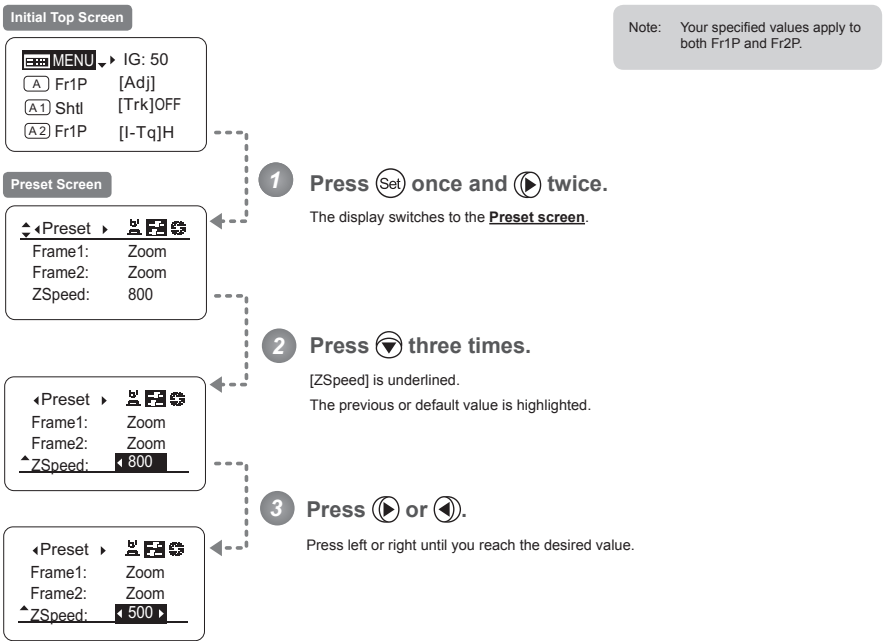 Initial Top Screen
Note: Your specified values apply to
both Fr1P and Fr2P.
MENU IG: 50
A Fr1P [Adj]
A1 Shtl [Trk]OFF
A2 Fr1P [I-Tq]H
1 Press Set once and twice.
The display switches to the Preset screen.
Preset Screen
Preset
Frame1: Zoom
Frame2: Zoom
ZSpeed: 800
2 Press three times.
[ZSpeed] is underlined.
The previous or default value is highlighted.
Preset
Frame1: Zoom
Frame2: Zoom
ZSpeed: 800
3 Press or .
Press left or right until you reach the desired value.
Preset
Frame1: Zoom
Frame2: Zoom
ZSpeed: 500